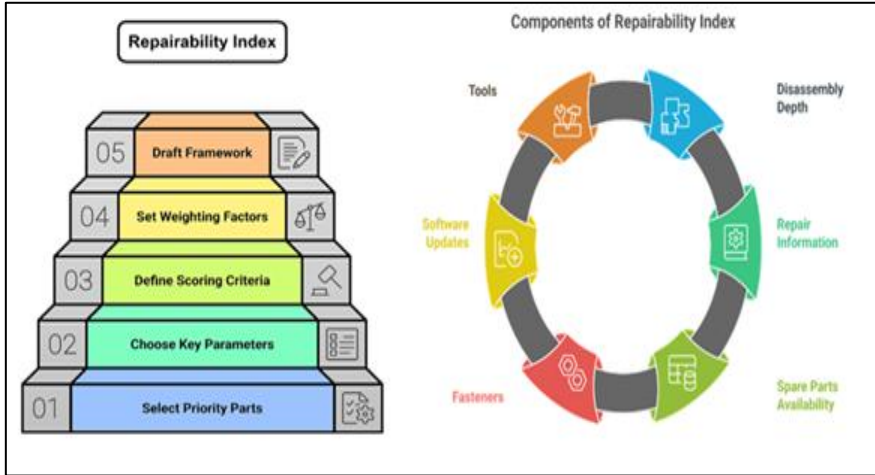 Repairability Index
05 Draft Framework
04 Set Weighting Factors
03 Define Scoring Criteria
02 Choose Key Parameters
01 Select Priority Parts
Components of Repairability Index
Tools
Disassembly
Depth
Software
Updates
Repair
Information
Fasteners
Spare Parts
Availability